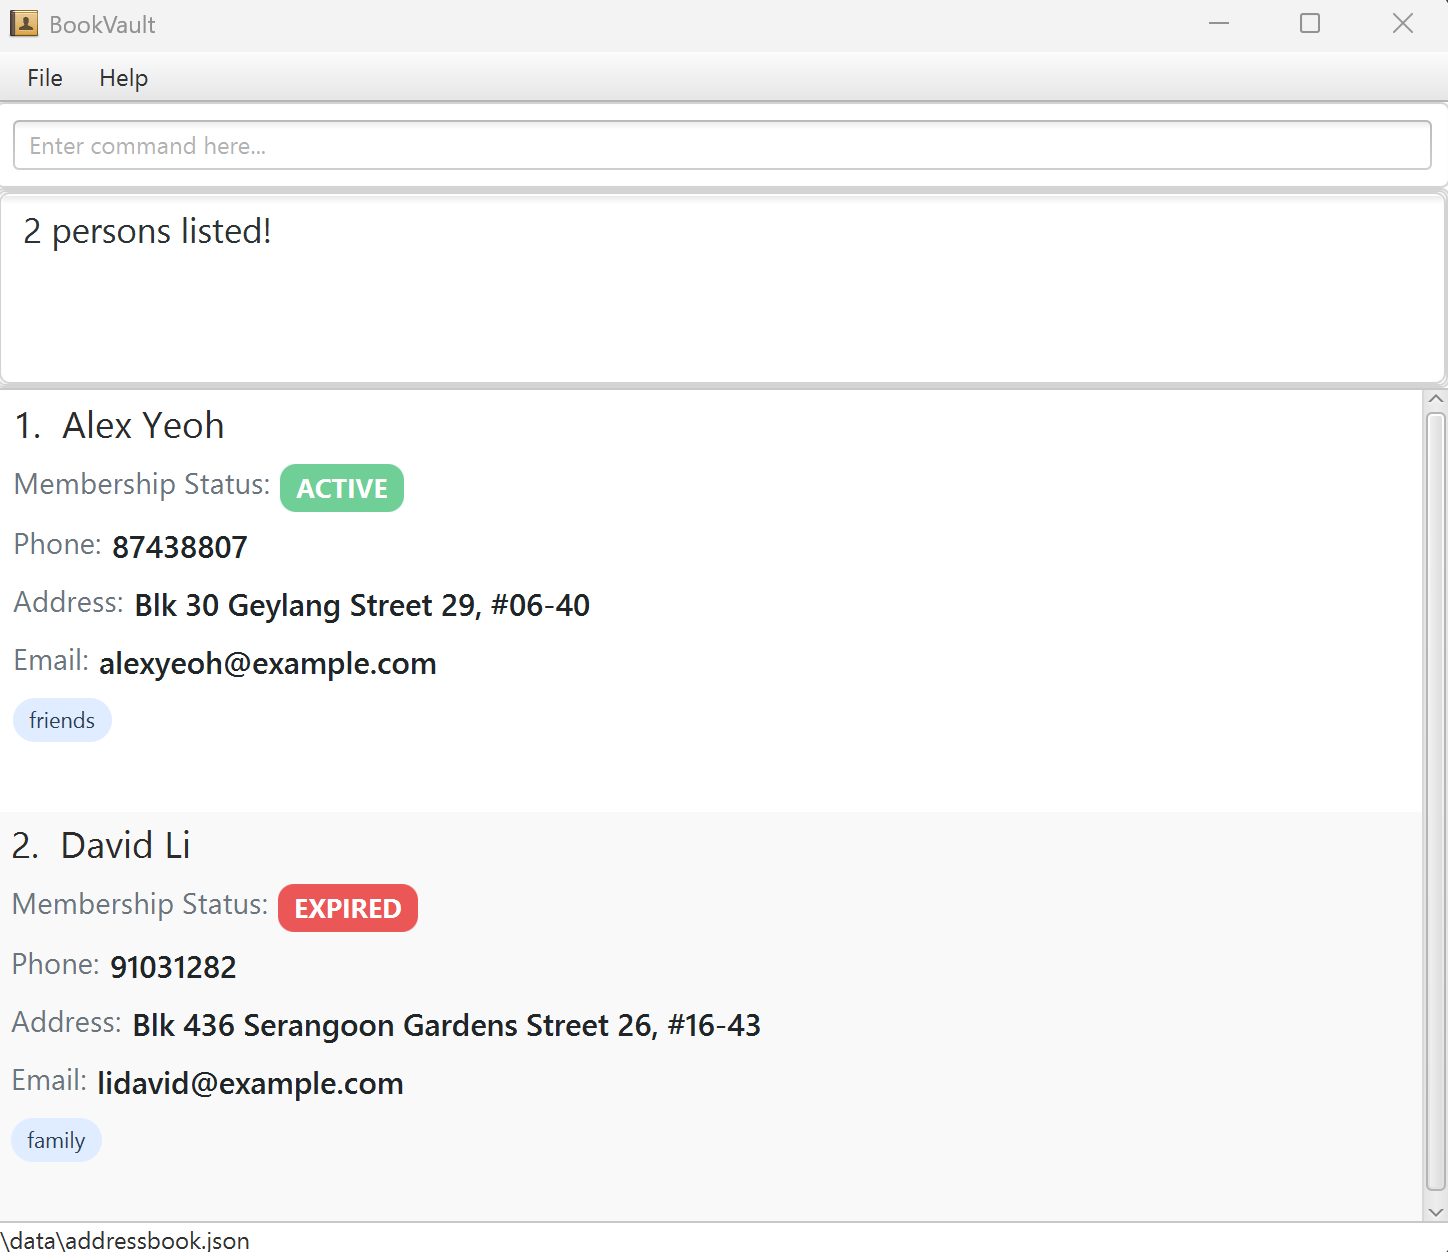 BookVault
File Help
Enter command here...
2 persons listed!
1. Alex Yeoh
Membership Status: ACTIVE
Phone: 87438807
Address: Blk 30 Geylang Street 29, #06-40
Email: alexyeoh@example.com
friends
2. David Li
Membership Status: EXPIRED
Phone: 91031282
Address: Blk 436 Serangoon Gardens Street 26, #16-43
Email: lidavid@example.com
family
\data\addressbook.json